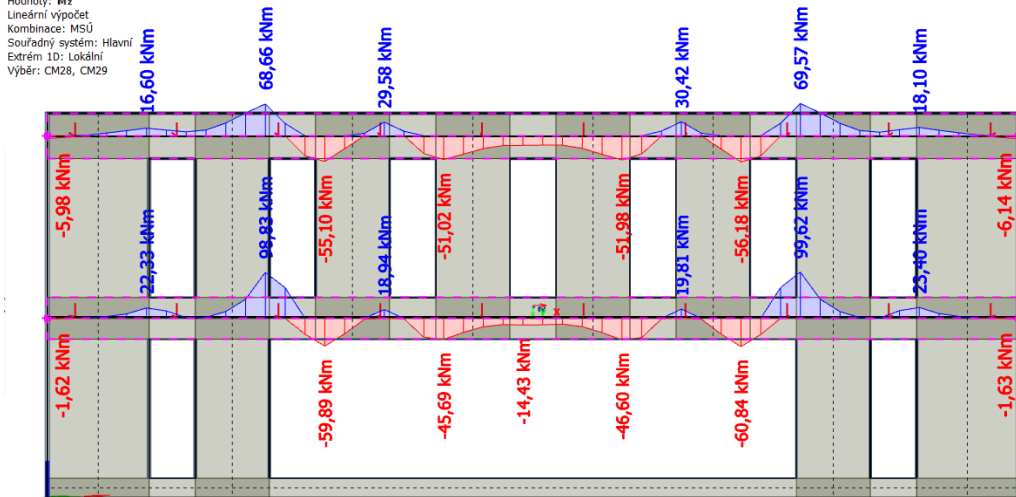 Hodnoty: Mz
Lineární výpočet
Kombinace: MSÚ
Souřadný systém: Hlavní
Extrém 1D: Lokální
Výběr: CM28, CM29
16,60 kNm
68,66 kNm
29,58 kNm
30,42 kNm
69,57 kNm
18,10 kNm
-5,98 kNm
-55,10 kNm
-51,02 kNm
-51,98 kNm
-56,18 kNm
-6,14 kNm
22,33 kNm
98,83 kNm
18,94 kNm
19,81 kNm
99,62 kNm
23,40 kNm
x
-1,62 kNm
-59,89 kNm
-45,69 kNm
-14,43 kNm
-46,60 kNm
-60,84 kNm
-1,63 kNm